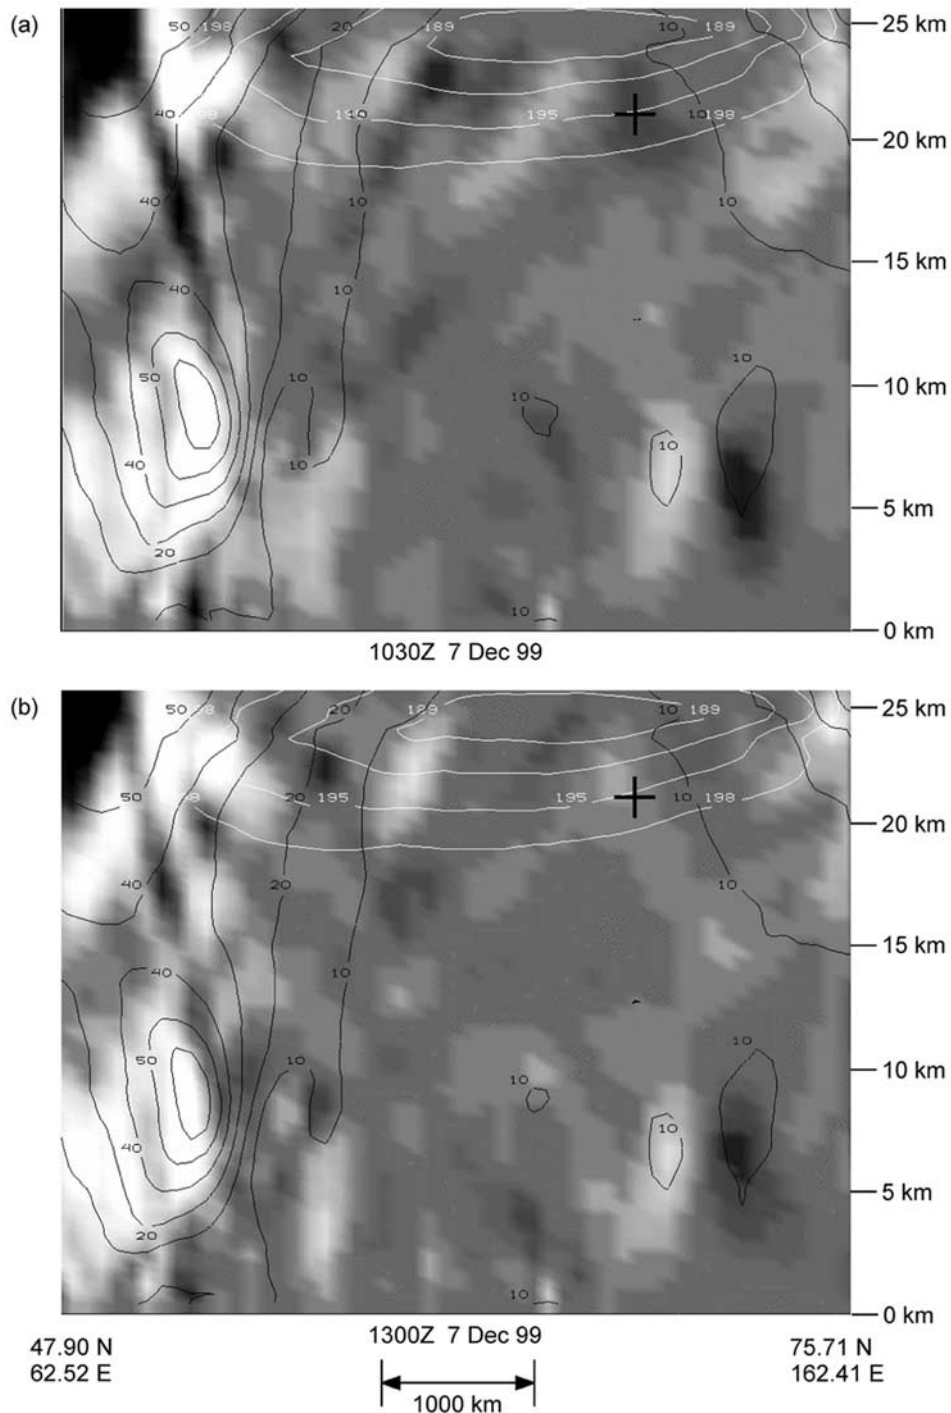 (a)
50 198 20 189 10 189 25 km
40 198 10 195 10 198
20 km
40 10 10
15 km
40 10
10
50 10 10 km
10
40 10 10
5 km
20
10
0 km
1030Z 7 Dec 99
(b)
50 20 189 10 189 25 km
50 20 195 195 10 198
20 km
40 20 10
15 km
40 10
10
50 10 10 km
10
40 10
5 km
20
10
0 km
47.90 N 1300Z 7 Dec 99 75.71 N
62.52 E 162.41 E
1000 km